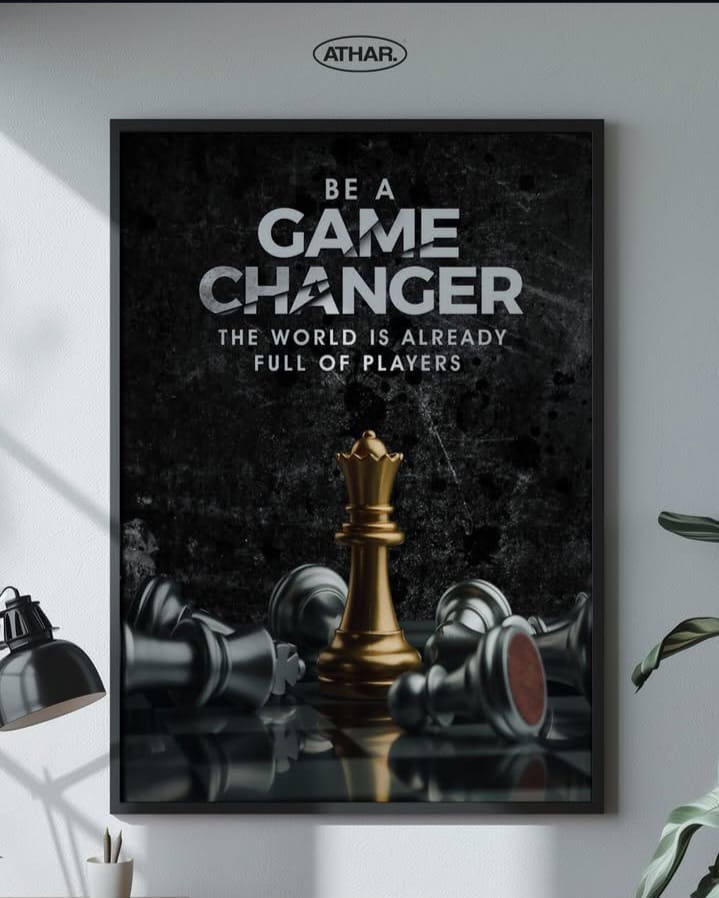 ATHAR.
BE A
GAME
CHANGER
THE WORLD IS ALREADY
FULL OF PLAYERS